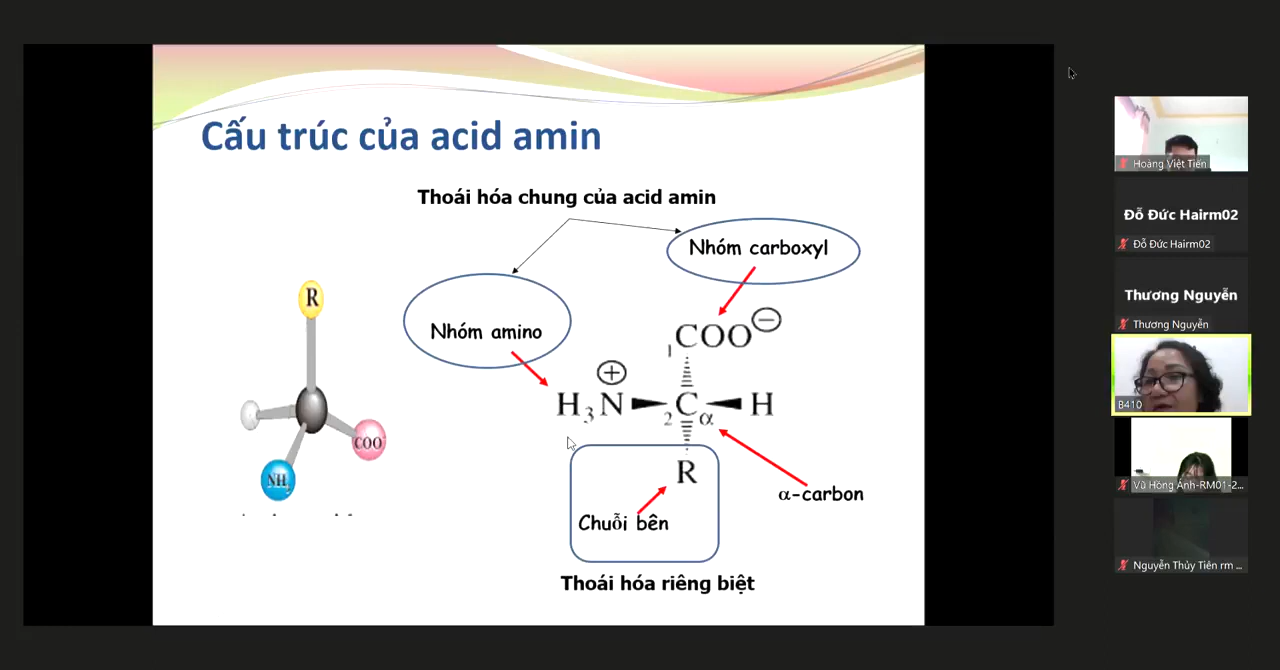 Cấu trúc của acid amin
Thoái hóa chung của acid amin
Nhóm carboxyl
Nhóm amino
R
COO
NH3
1 COO −
+
H3N C H
2 α
R
α-carbon
Chuỗi bên
Thoái hóa riêng biệt
Hoàng Việt Tiến
Đỗ Đức Hairm02
Đỗ Đức Hairm02
Thương Nguyễn
Thương Nguyễn
B410
Vũ Hồng Ánh-RM01-2...
Nguyễn Thủy Tiên rm ...